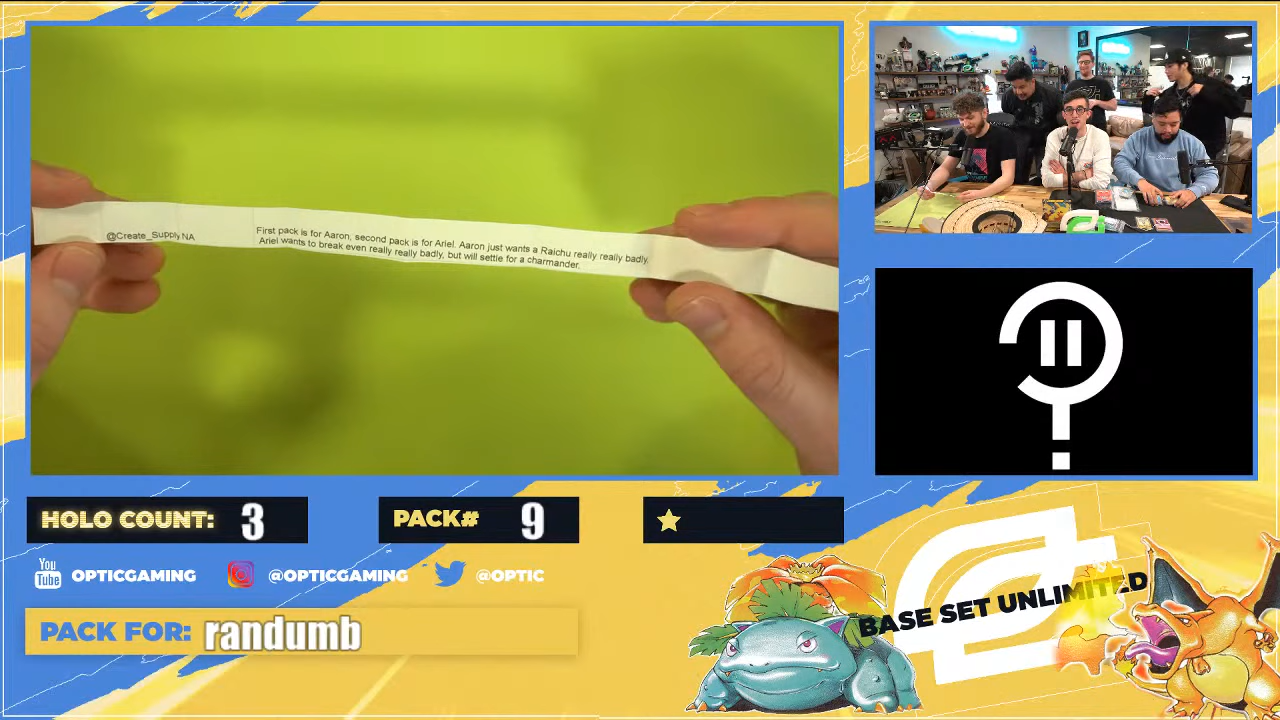 @Create_Supply NA
First pack is for Aaron, second pack is for Ariel. Aaron just wants a Raichu really really badly.
Ariel wants to break even really really badly, but will settle for a charmander.
HOLO COUNT: 3
PACK# 9
You
Tube
OPTICGAMING
@OPTICGAMING
@OPTIC
PACK FOR: randumb
BASE SET UNLIMITED